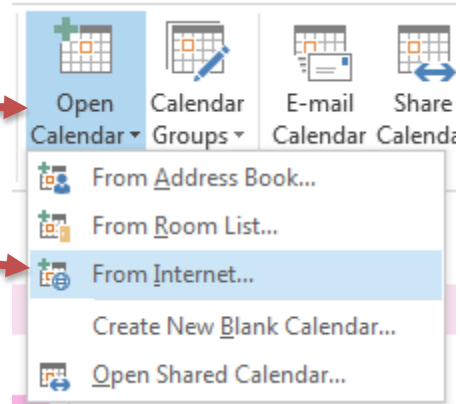 Open Calendar E-mail Share
Calendar Groups Calendar
From Address Book...
From Room List...
From Internet...
Create New Blank Calendar...
Open Shared Calendar...